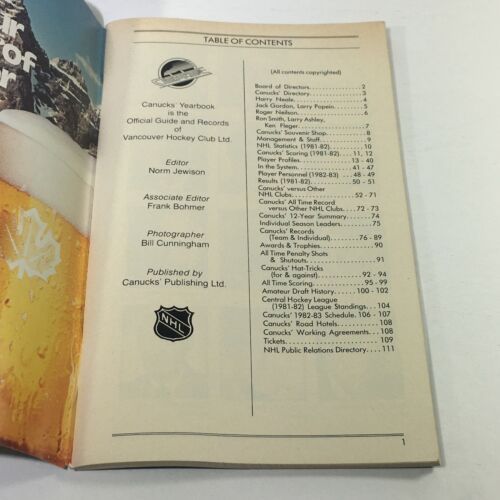 ur
of
r
TABLE OF CONTENTS
Canucks' Yearbook
is the
Official Guide and Records
of
Vancouver Hockey Club Ltd.
Editor
Norm Jewison
Associate Editor
Frank Bohmer
Photographer
Bill Cunningham
Published by
Canucks' Publishing Ltd.
NHL
(All contents copyrighted)
Board of Directors..............................2
Canucks' Directory.............................3
Harry Neale........................................4
Jack Gordon, Larry Popein...............5
Roger Neilson....................................6
Ron Smith, Larry Ashley,
Ken Fleger.......................................7
Canucks' Souvenir Shop....................8
Management & Staff..........................9
NHL Statistics (1981-82)...................10
Canucks' Scoring (1981-82).......11, 12
Player Profiles............................13 - 40
In the System.............................41 - 47
Player Personnel (1982-83)....48 - 49
Results (1981-82).....................50 - 51
Canucks' versus Other
NHL Clubs...............................52 - 71
Canucks' All Time Record
versus Other NHL Clubs.....72 - 73
Canucks' 12-Year Summary...........74
Individual Season Leaders..............75
Canucks' Records
(Team & Individual)................76 - 89
Awards & Trophies...........................90
All Time Penalty Shots
& Shutouts......................................91
Canucks' Hat-Tricks
(for & against).........................92 - 94
All Time Scoring.......................95 - 99
Amateur Draft History...........100 - 102
Central Hockey League
(1981-82) League Standings...104
Canucks' 1982-83 Schedule.106 - 107
Canucks' Road Hotels....................108
Canucks' Working Agreements....108
Tickets..............................................109
NHL Public Relations Directory....111
1